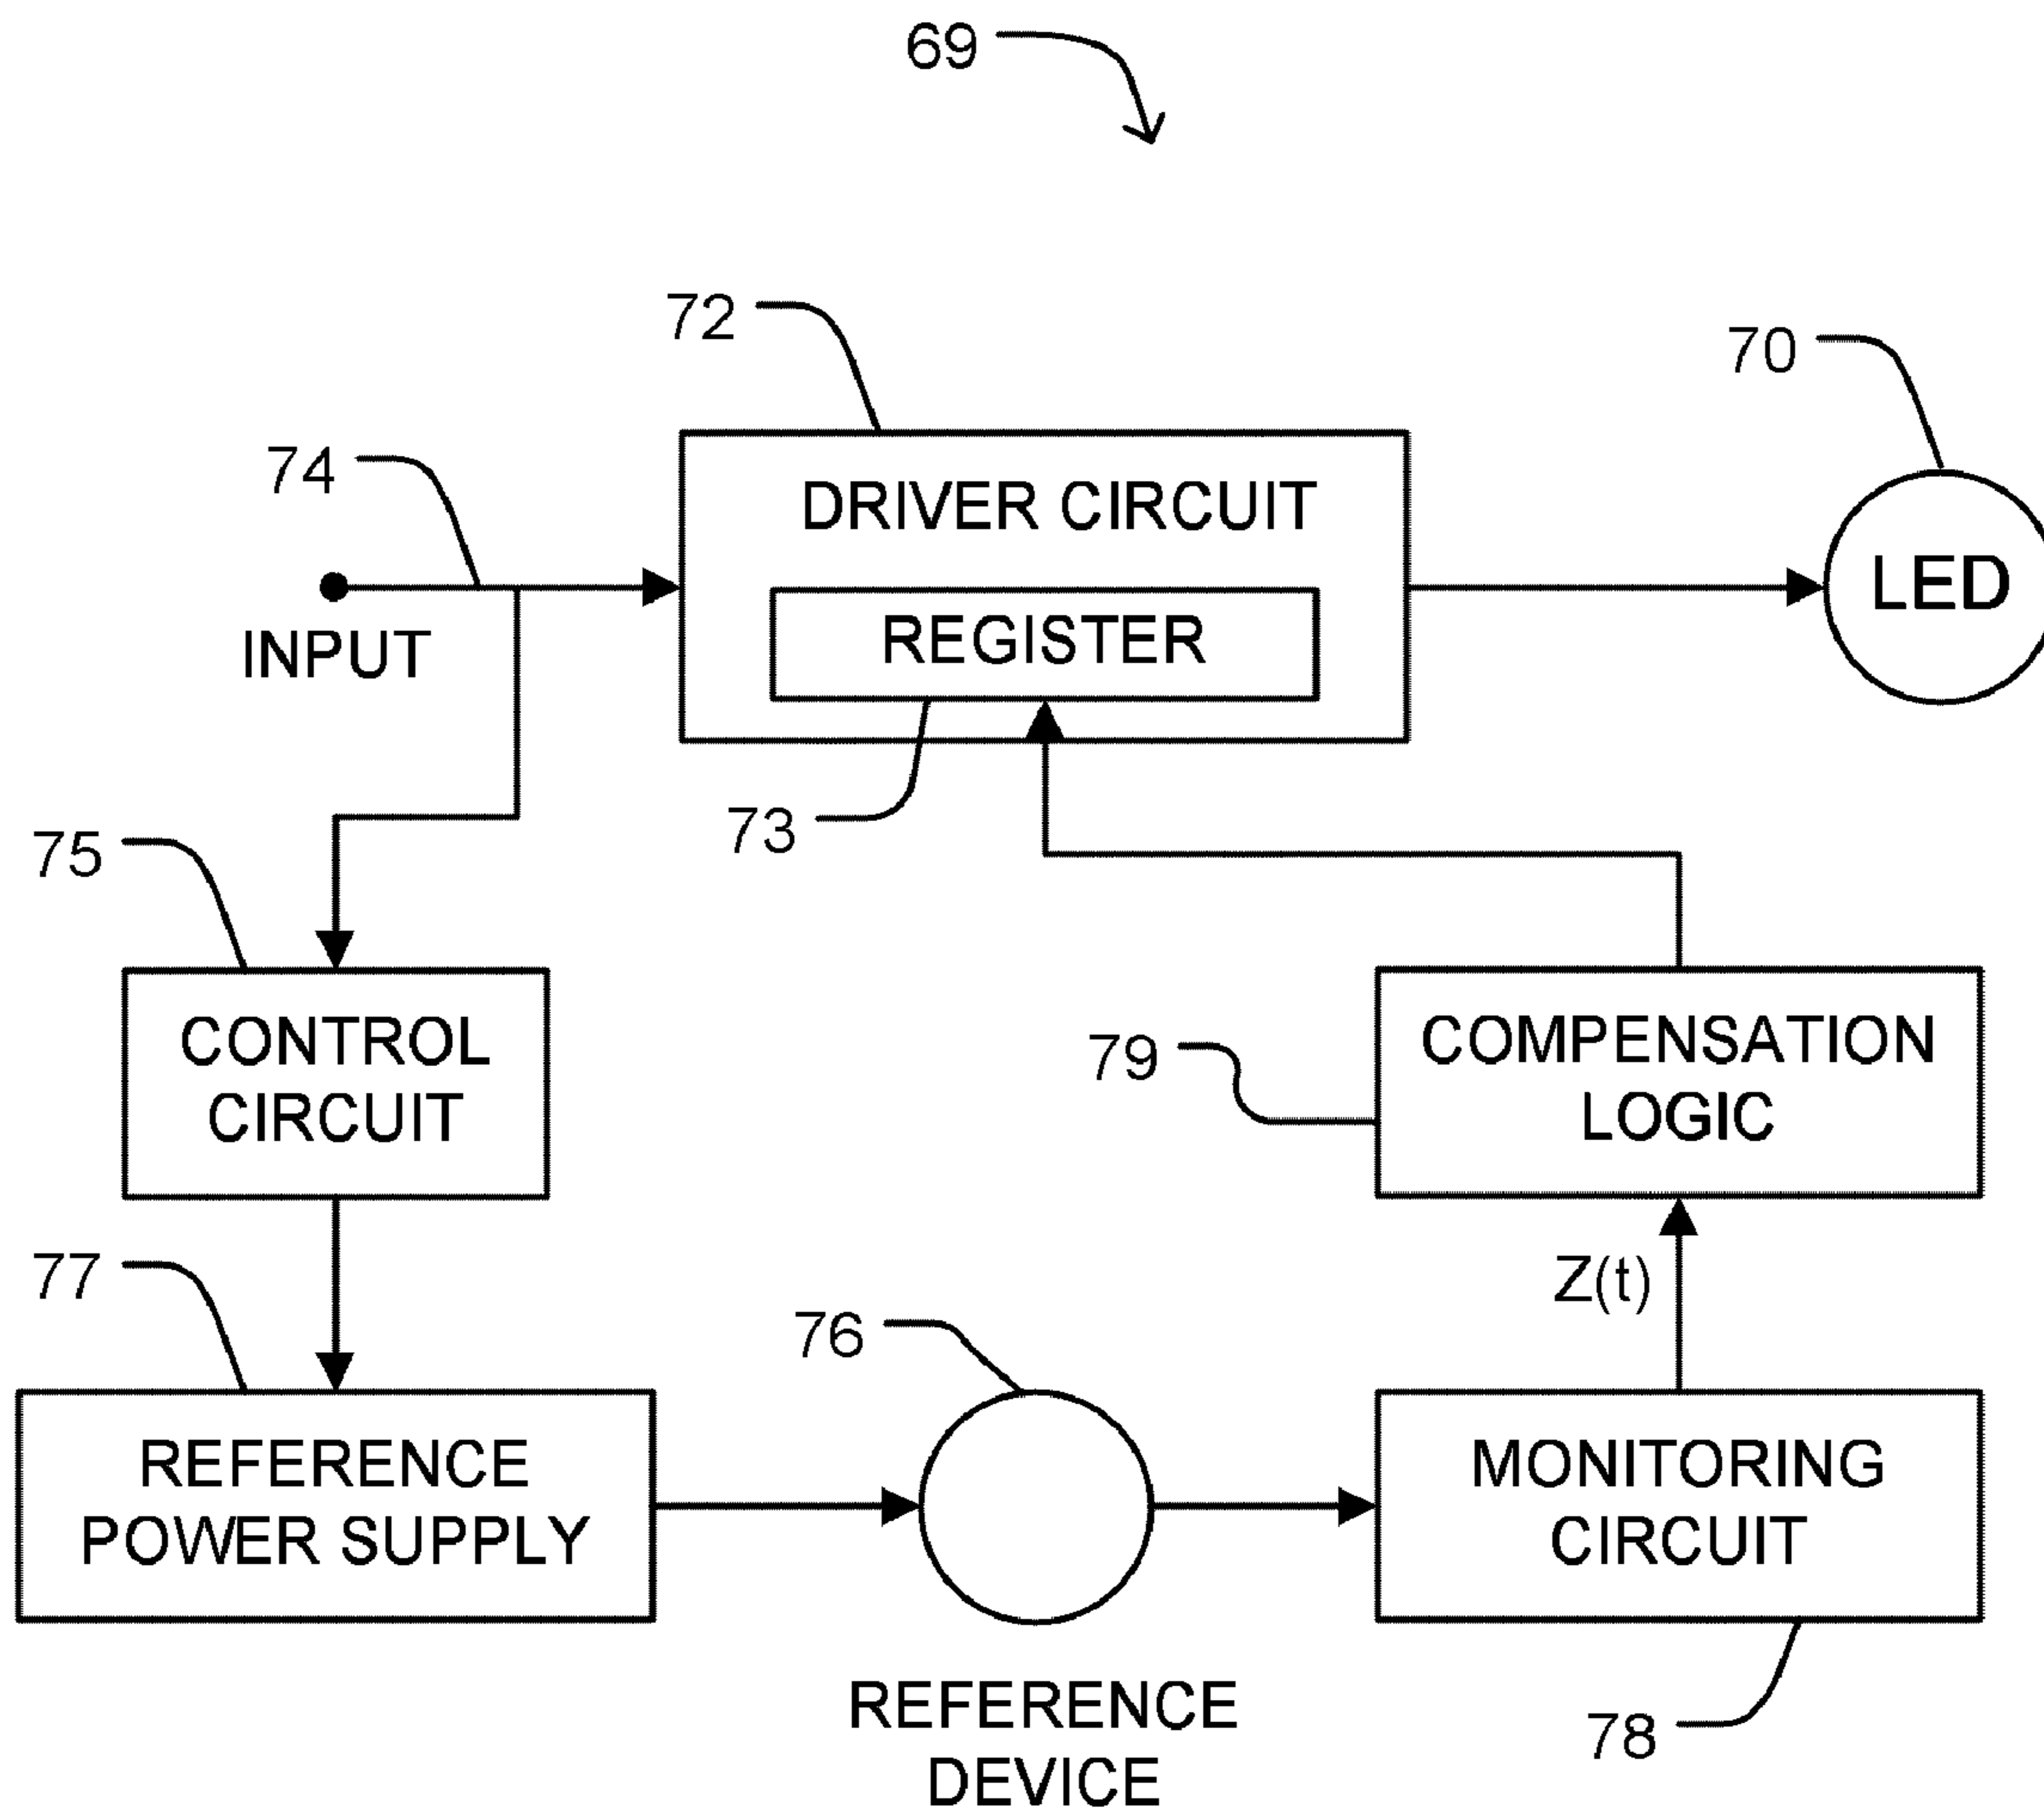 69
72
70
74
DRIVER CIRCUIT
LED
REGISTER
INPUT
73
75
CONTROL
CIRCUIT
79
COMPENSATION
LOGIC
77
76
Z(t)
REFERENCE
POWER SUPPLY
MONITORING
CIRCUIT
REFERENCE
DEVICE
78